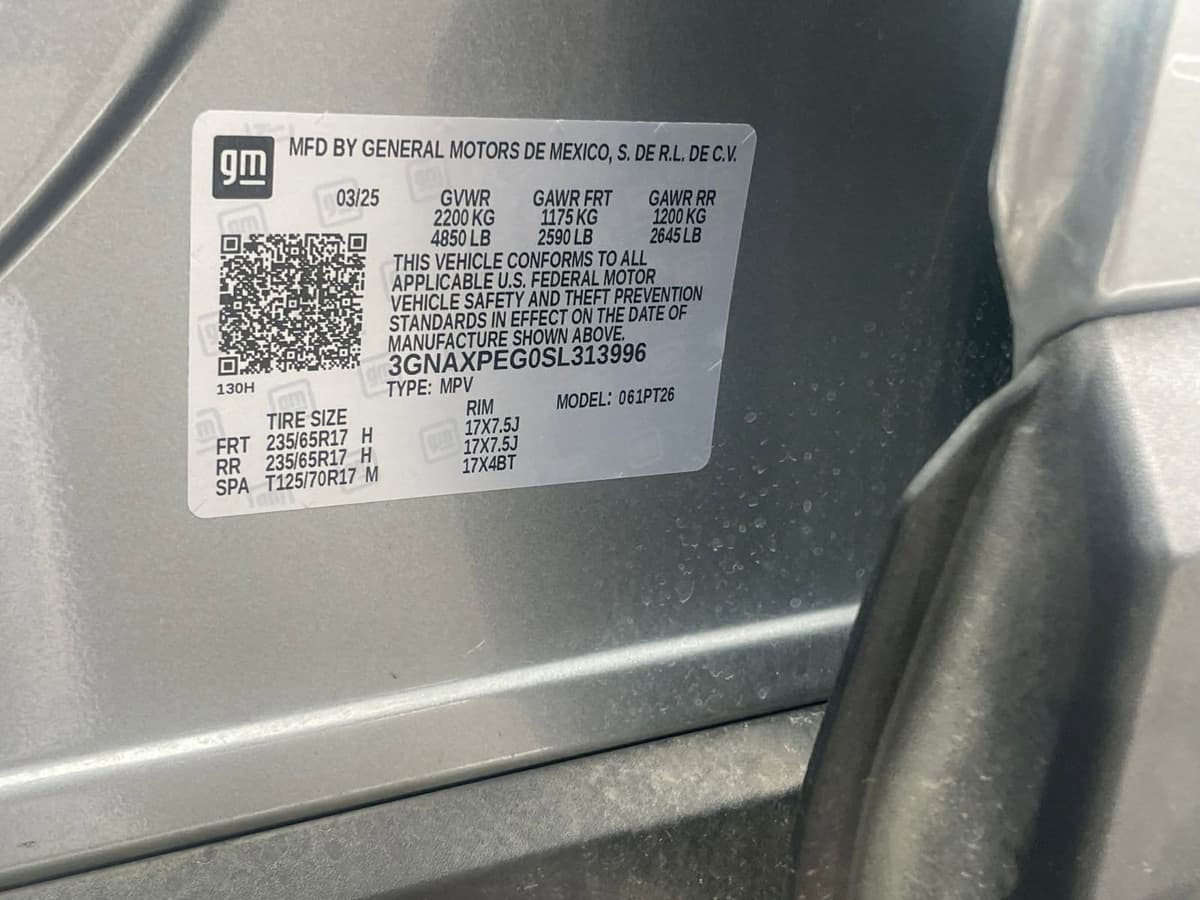 gm MFD BY GENERAL MOTORS DE MEXICO, S. DE R.L. DE C.V.
03/25 GVWR GAWR FRT GAWR RR
2200 KG 1175 KG 1200 KG
4850 LB 2590 LB 2645 LB
THIS VEHICLE CONFORMS TO ALL
APPLICABLE U.S. FEDERAL MOTOR
VEHICLE SAFETY AND THEFT PREVENTION
STANDARDS IN EFFECT ON THE DATE OF
MANUFACTURE SHOWN ABOVE.
3GNAXPEG0SL313996
130H TYPE: MPV MODEL: 061PT26
TIRE SIZE RIM
FRT 235/65R17 H 17X7.5J
RR 235/65R17 H 17X7.5J
SPA T125/70R17 M 17X4BT